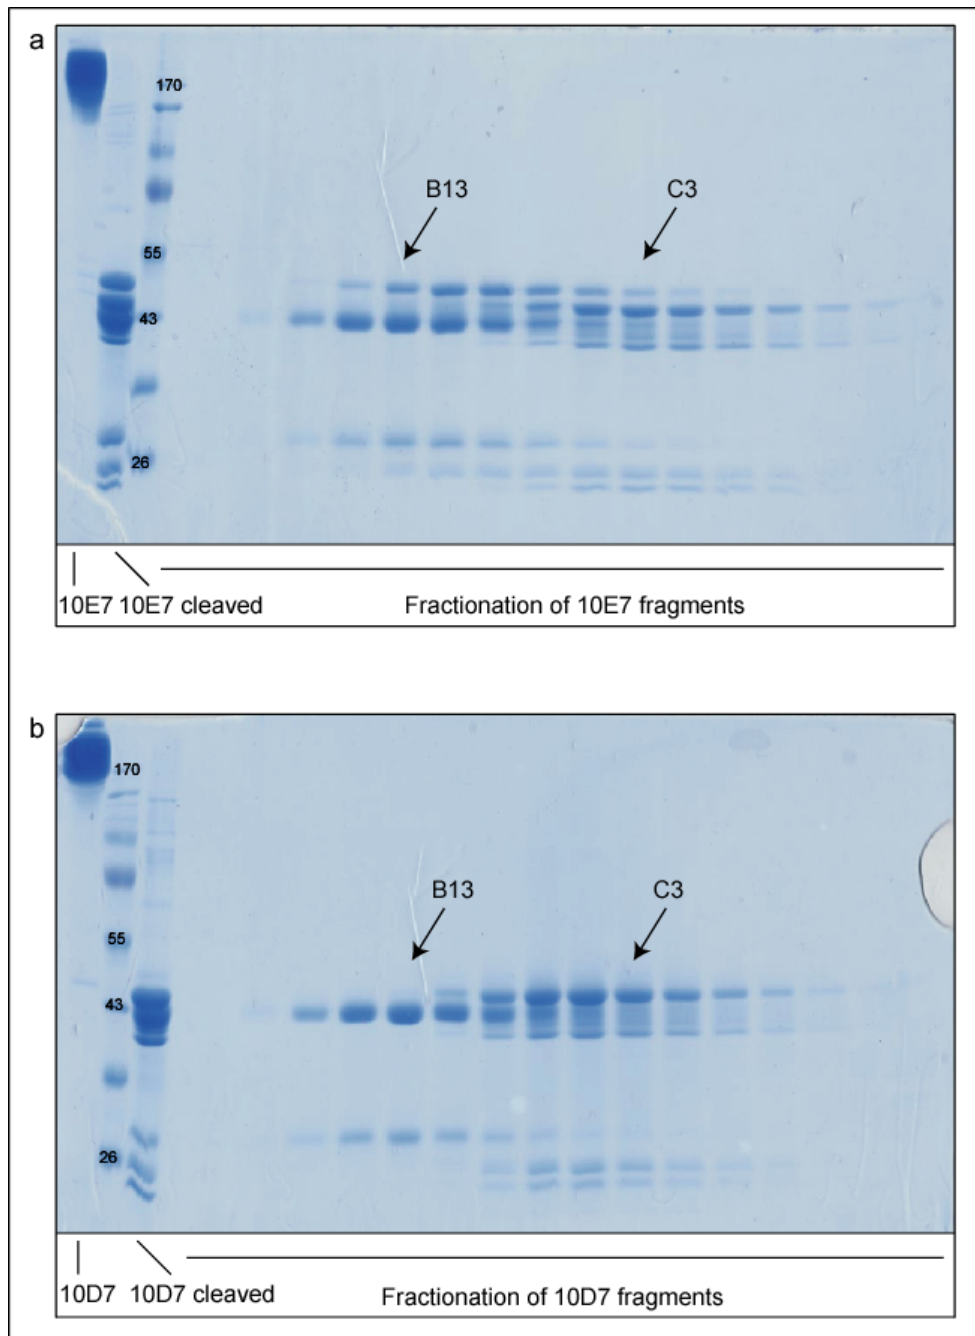 a
170
B13
C3
55
43
26
10E7 10E7 cleaved
Fractionation of 10E7 fragments
b
170
B13
C3
55
43
26
10D7 10D7 cleaved
Fractionation of 10D7 fragments